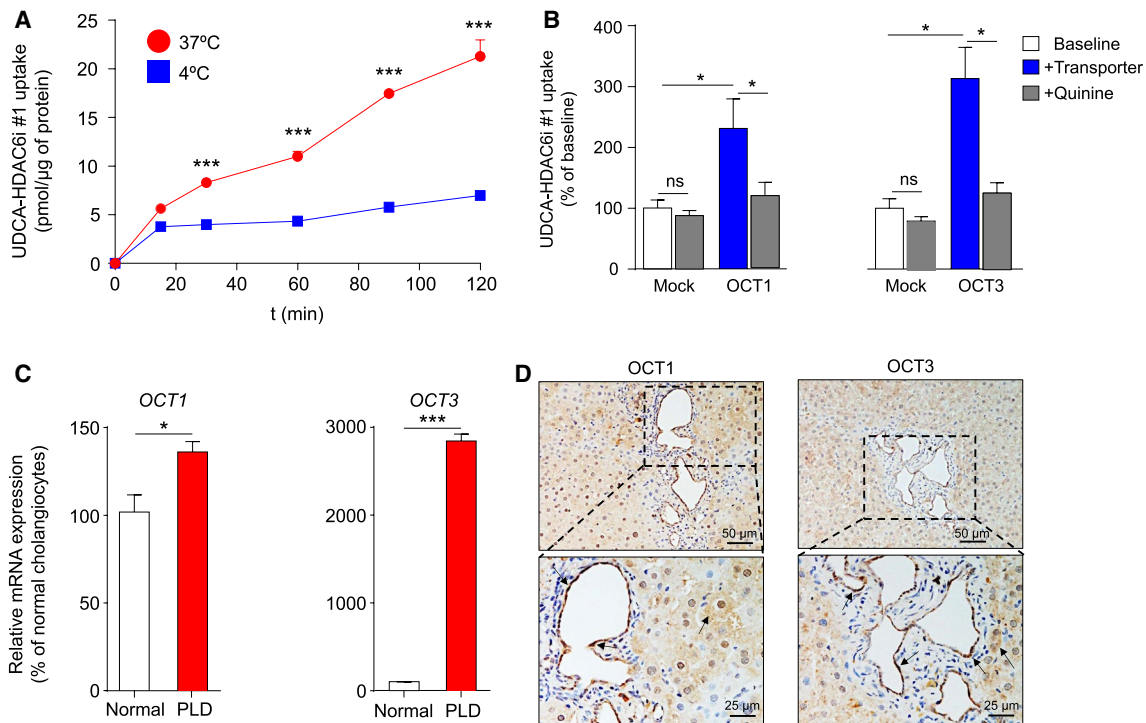 A
UDCA-HDAC6i #1 uptake
(pmol/µg of protein)
25
20
15
10
5
0
37ºC
4ºC
***
***
***
***
0
20
40
60
80
100
120
t (min)
B
UDCA-HDAC6i #1 uptake
(% of baseline)
400
300
200
100
0
ns
*
*
Mock
OCT1
ns
*
*
Mock
OCT3
Baseline
+Transporter
+Quinine
C
Relative mRNA expression
(% of normal cholangiocytes)
OCT1
150
100
50
0
*
Normal
PLD
OCT3
3000
2000
1000
0
***
Normal
PLD
D
OCT1
50 µm
25 µm
OCT3
50 µm
25 µm